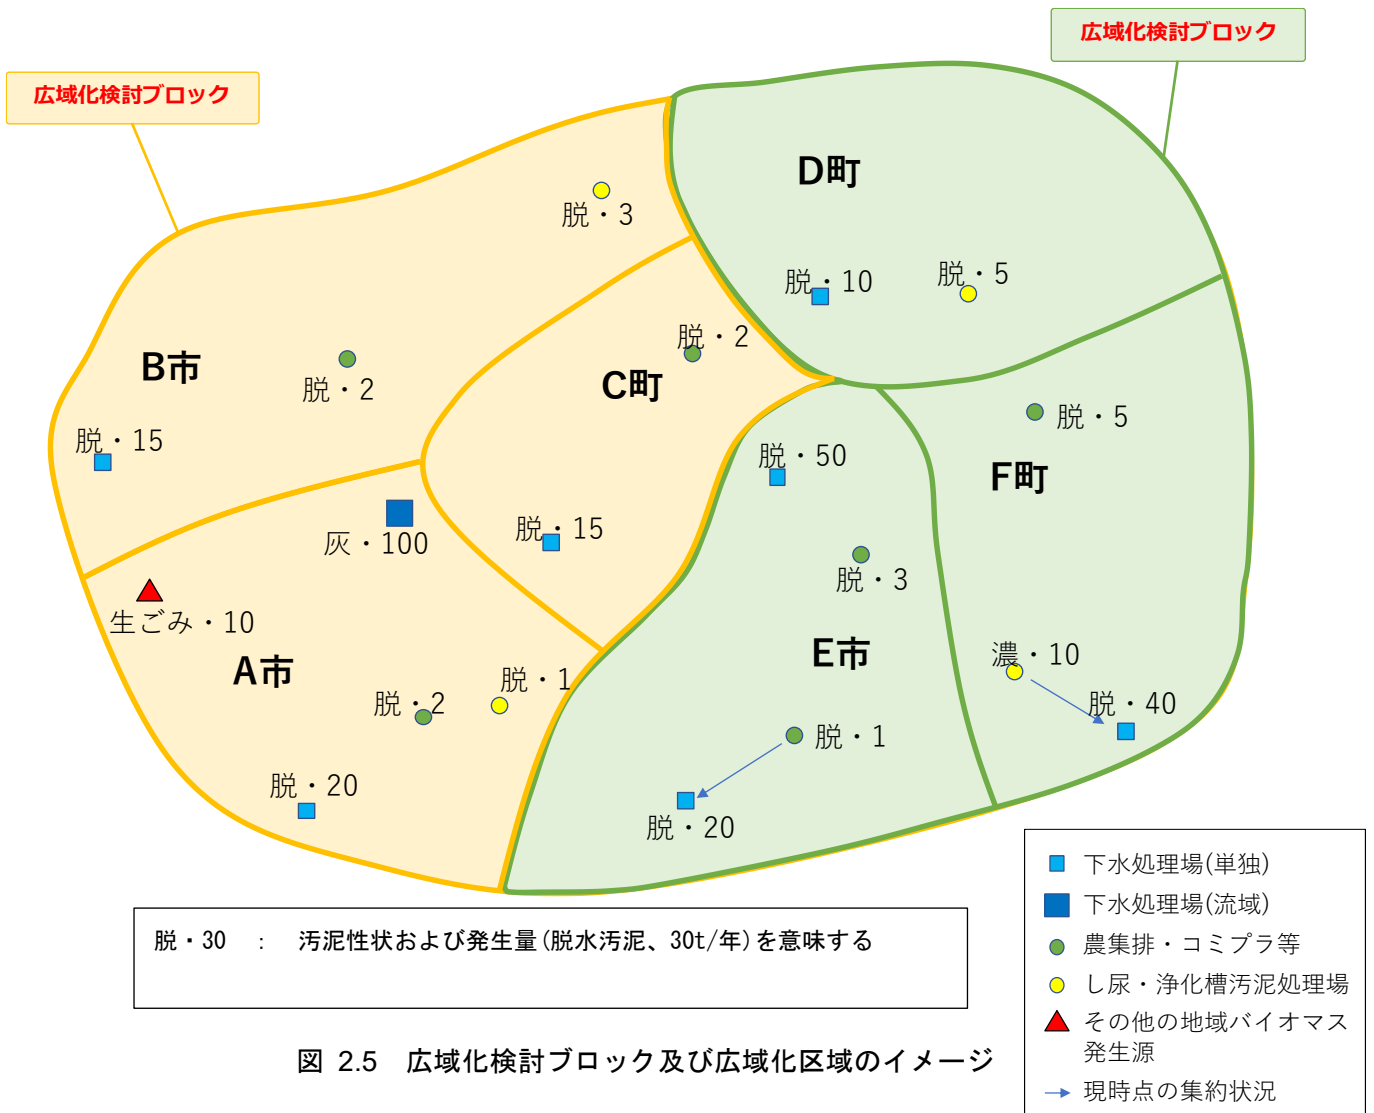 広域化検討ブロック
広域化検討ブロック
D町
脱・3
脱・10
脱・5
脱・2
B市
C町
脱・2
脱・5
脱・15
脱・50
F町
脱・15
灰・100
脱・3
生ごみ・10
E市
濃・10
A市
脱・1
脱・2
脱・40
脱・1
脱・20
脱・20
下水処理場(単独)
下水処理場(流域)
農集排・コミプラ等
し尿・浄化槽汚泥処理場
その他の地域バイオマス
発生源
現時点の集約状況
脱・30 : 汚泥性状および発生量(脱水汚泥、30t/年)を意味する
図 2.5 広域化検討ブロック及び広域化区域のイメージ